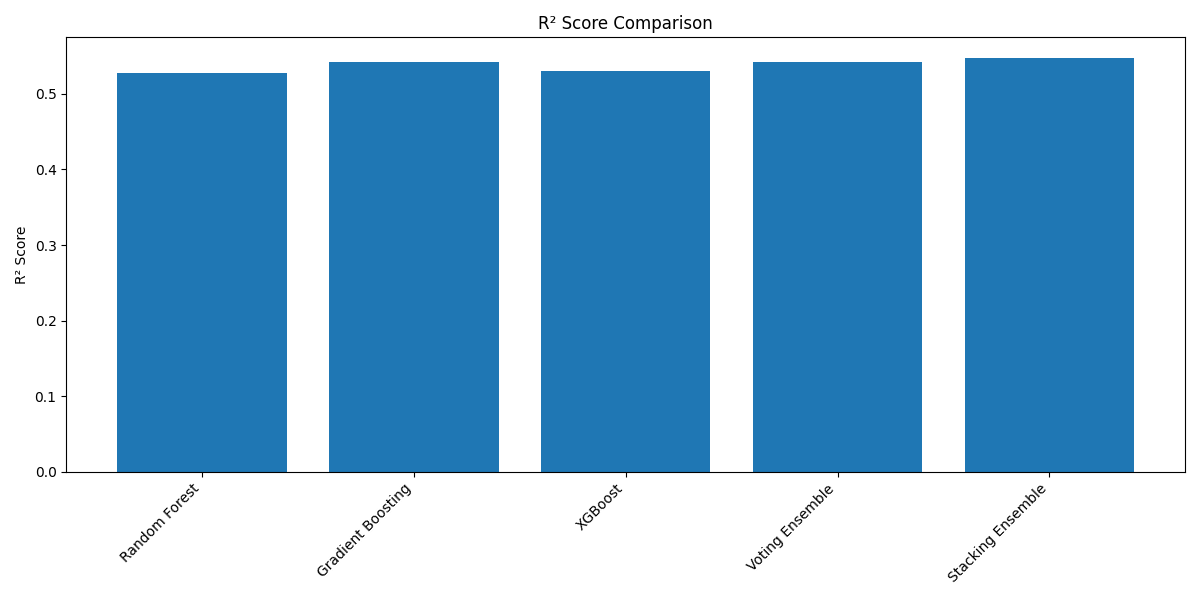 R² Score Comparison
R² Score
0.5
0.4
0.3
0.2
0.1
0.0
Random Forest
Gradient Boosting
XGBoost
Voting Ensemble
Stacking Ensemble